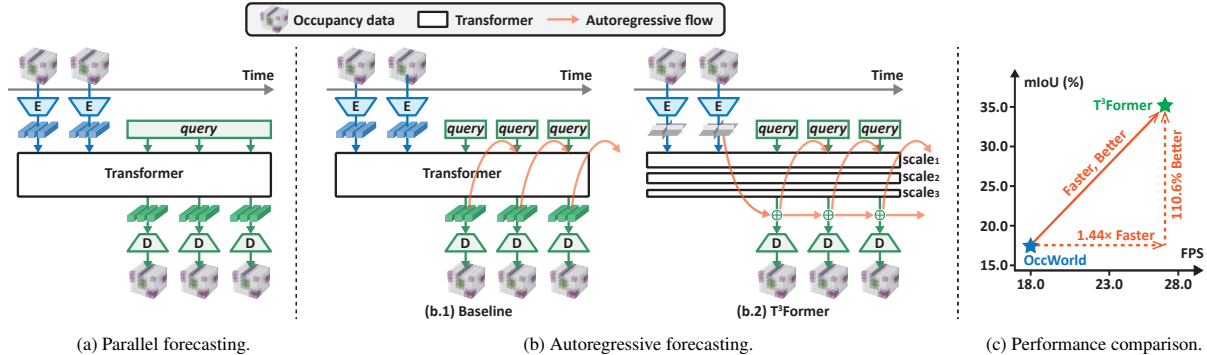 Occupancy data
Transformer
Autoregressive flow
Time
E
E
query
Transformer
D
D
D
(a) Parallel forecasting.
Time
E
E
query
query
query
Transformer
D
D
D
(b.1) Baseline
Time
E
E
query
query
query
scale₁
scale₂
scale₃
D
D
D
(b.2) T³Former
(b) Autoregressive forecasting.
mIoU (%)
35.0
30.0
25.0
20.0
15.0
T³Former
Faster, Better
110.6% Better
1.44× Faster
OccWorld
FPS
18.0
23.0
28.0
(c) Performance comparison.